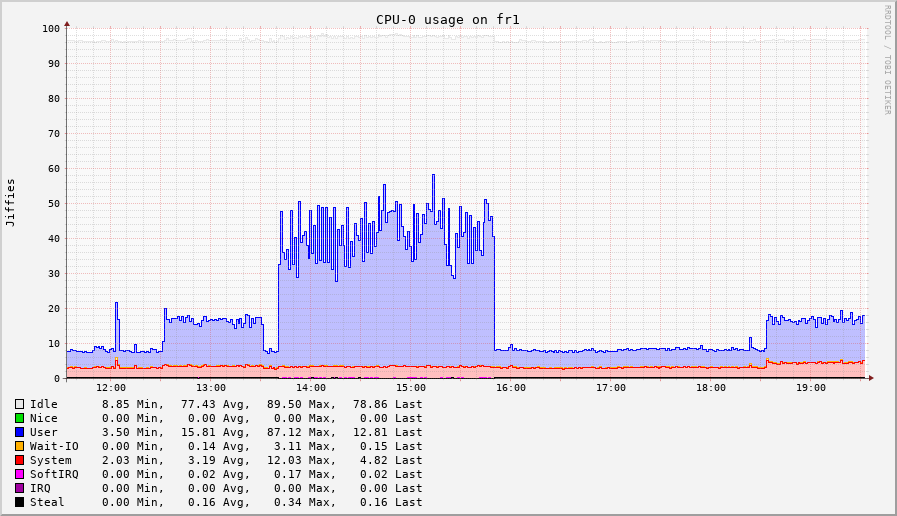 CPU-0 usage on fr1
RRDTOOL / TOBI OETIKER
Jiffies
100
90
80
70
60
50
40
30
20
10
0
12:00 13:00 14:00 15:00 16:00 17:00 18:00 19:00
Idle 8.85 Min, 77.43 Avg, 89.50 Max, 78.86 Last
Nice 0.00 Min, 0.00 Avg, 0.00 Max, 0.00 Last
User 3.50 Min, 15.81 Avg, 87.12 Max, 12.81 Last
Wait-IO 0.00 Min, 0.14 Avg, 3.11 Max, 0.15 Last
System 2.03 Min, 3.19 Avg, 12.03 Max, 4.82 Last
SoftIRQ 0.00 Min, 0.02 Avg, 0.17 Max, 0.02 Last
IRQ 0.00 Min, 0.00 Avg, 0.00 Max, 0.00 Last
Steal 0.00 Min, 0.16 Avg, 0.34 Max, 0.16 Last